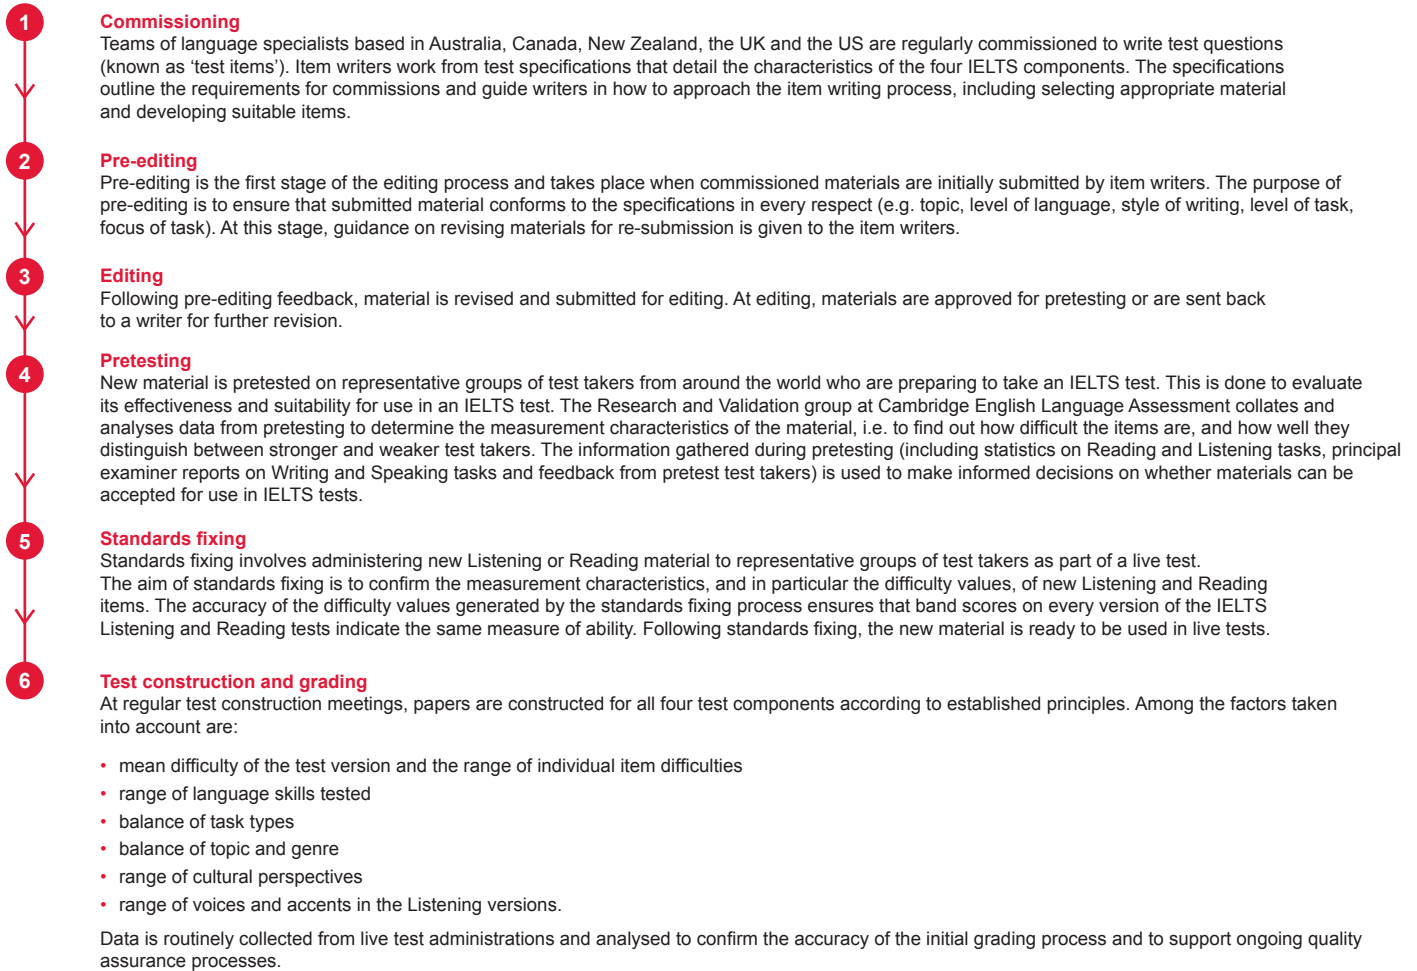 1
Commissioning
Teams of language specialists based in Australia, Canada, New Zealand, the UK and the US are regularly commissioned to write test questions
(known as ‘test items’). Item writers work from test specifications that detail the characteristics of the four IELTS components. The specifications
outline the requirements for commissions and guide writers in how to approach the item writing process, including selecting appropriate material
and developing suitable items.
2
Pre-editing
Pre-editing is the first stage of the editing process and takes place when commissioned materials are initially submitted by item writers. The purpose of
pre-editing is to ensure that submitted material conforms to the specifications in every respect (e.g. topic, level of language, style of writing, level of task,
focus of task). At this stage, guidance on revising materials for re-submission is given to the item writers.
3
Editing
Following pre-editing feedback, material is revised and submitted for editing. At editing, materials are approved for pretesting or are sent back
to a writer for further revision.
4
Pretesting
New material is pretested on representative groups of test takers from around the world who are preparing to take an IELTS test. This is done to evaluate
its effectiveness and suitability for use in an IELTS test. The Research and Validation group at Cambridge English Language Assessment collates and
analyses data from pretesting to determine the measurement characteristics of the material, i.e. to find out how difficult the items are, and how well they
distinguish between stronger and weaker test takers. The information gathered during pretesting (including statistics on Reading and Listening tasks, principal
examiner reports on Writing and Speaking tasks and feedback from pretest test takers) is used to make informed decisions on whether materials can be
accepted for use in IELTS tests.
5
Standards fixing
Standards fixing involves administering new Listening or Reading material to representative groups of test takers as part of a live test.
The aim of standards fixing is to confirm the measurement characteristics, and in particular the difficulty values, of new Listening and Reading
items. The accuracy of the difficulty values generated by the standards fixing process ensures that band scores on every version of the IELTS
Listening and Reading tests indicate the same measure of ability. Following standards fixing, the new material is ready to be used in live tests.
6
Test construction and grading
At regular test construction meetings, papers are constructed for all four test components according to established principles. Among the factors taken
into account are:
• mean difficulty of the test version and the range of individual item difficulties
• range of language skills tested
• balance of task types
• balance of topic and genre
• range of cultural perspectives
• range of voices and accents in the Listening versions.
Data is routinely collected from live test administrations and analysed to confirm the accuracy of the initial grading process and to support ongoing quality
assurance processes.